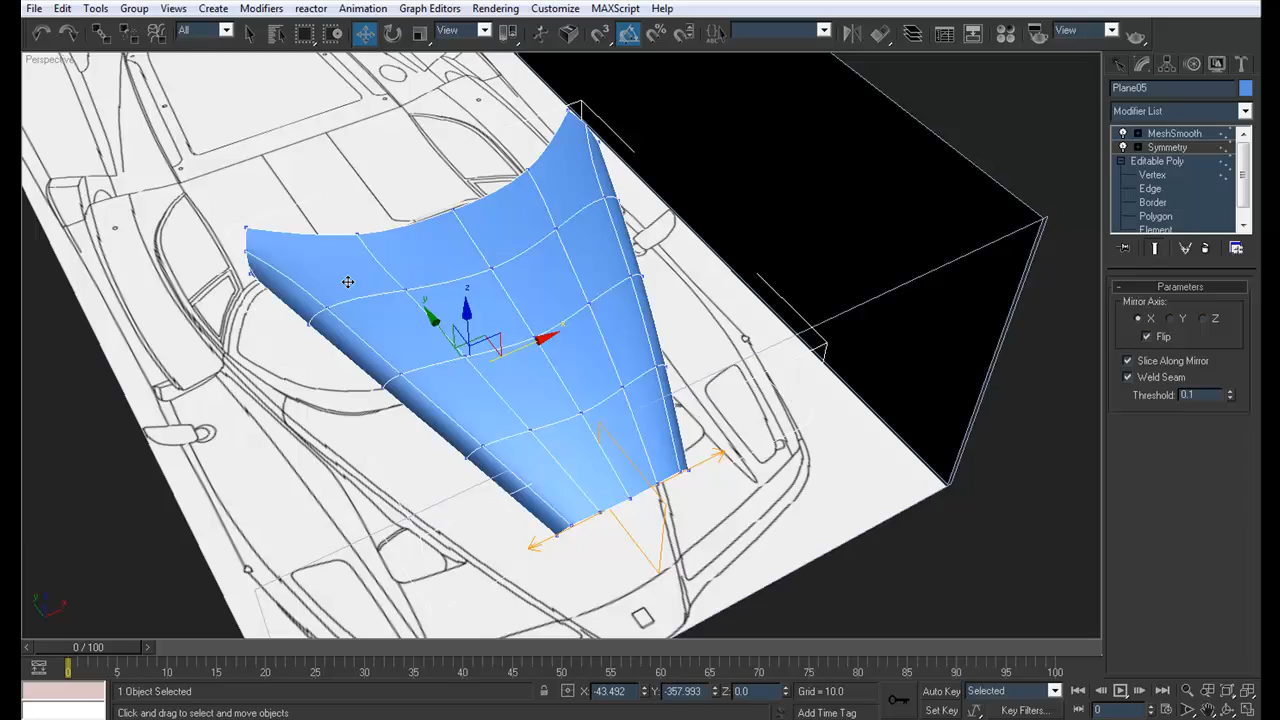 File Edit Tools Group Views Create Modifiers reactor Animation Graph Editors Rendering Customize MAXScript Help
All View View
Perspective
Plane05
Modifier List
MeshSmooth
Symmetry
Editable Poly
Vertex
Edge
Border
Polygon
Element
Parameters
Mirror Axis:
X Y Z
Flip
Slice Along Mirror
Weld Seam
Threshold: 0.1
z
y
x
0 / 100
0 5 10 15 20 25 30 35 40 45 50 55 60 65 70 75 80 85 90 95 100
1 Object Selected X: -43.492 Y: -357.993 Z: 0.0 Grid = 10.0 Auto Key Selected
Click and drag to select and move objects Add Time Tag Set Key Key Filters... 0